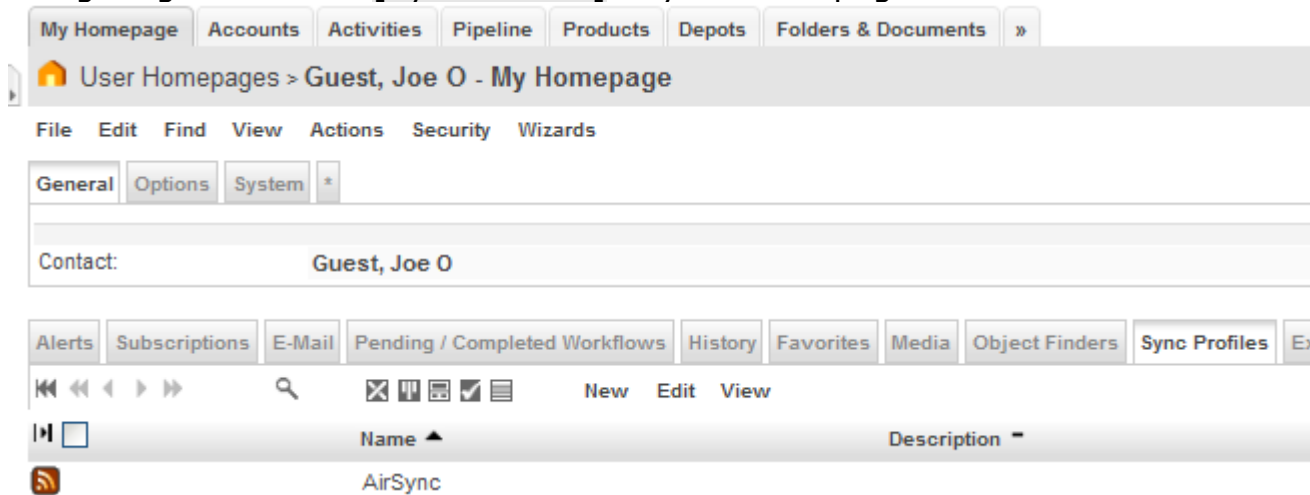 My Homepage Accounts Activities Pipeline Products Depots Folders & Documents »
User Homepages > Guest, Joe O - My Homepage
File Edit Find View Actions Security Wizards
General Options System *
Contact: Guest, Joe O
Alerts Subscriptions E-Mail Pending / Completed Workflows History Favorites Media Object Finders Sync Profiles
New Edit View
Name Description
AirSync